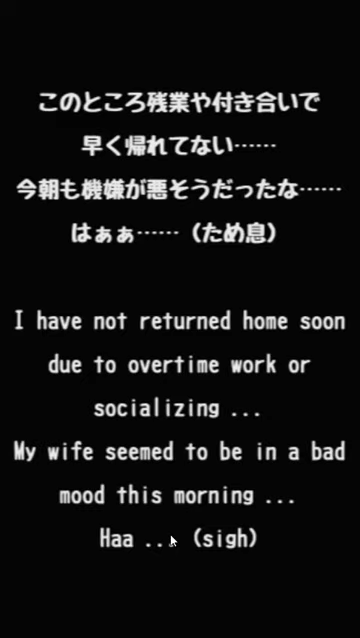 このところ残業や付き合いで
早く帰れてない……
今朝も機嫌が悪そうだったな……
はぁぁ……（ため息）
I have not returned home soon
due to overtime work or
socializing ...
My wife seemed to be in a bad
mood this morning ...
Haa ... (sigh)